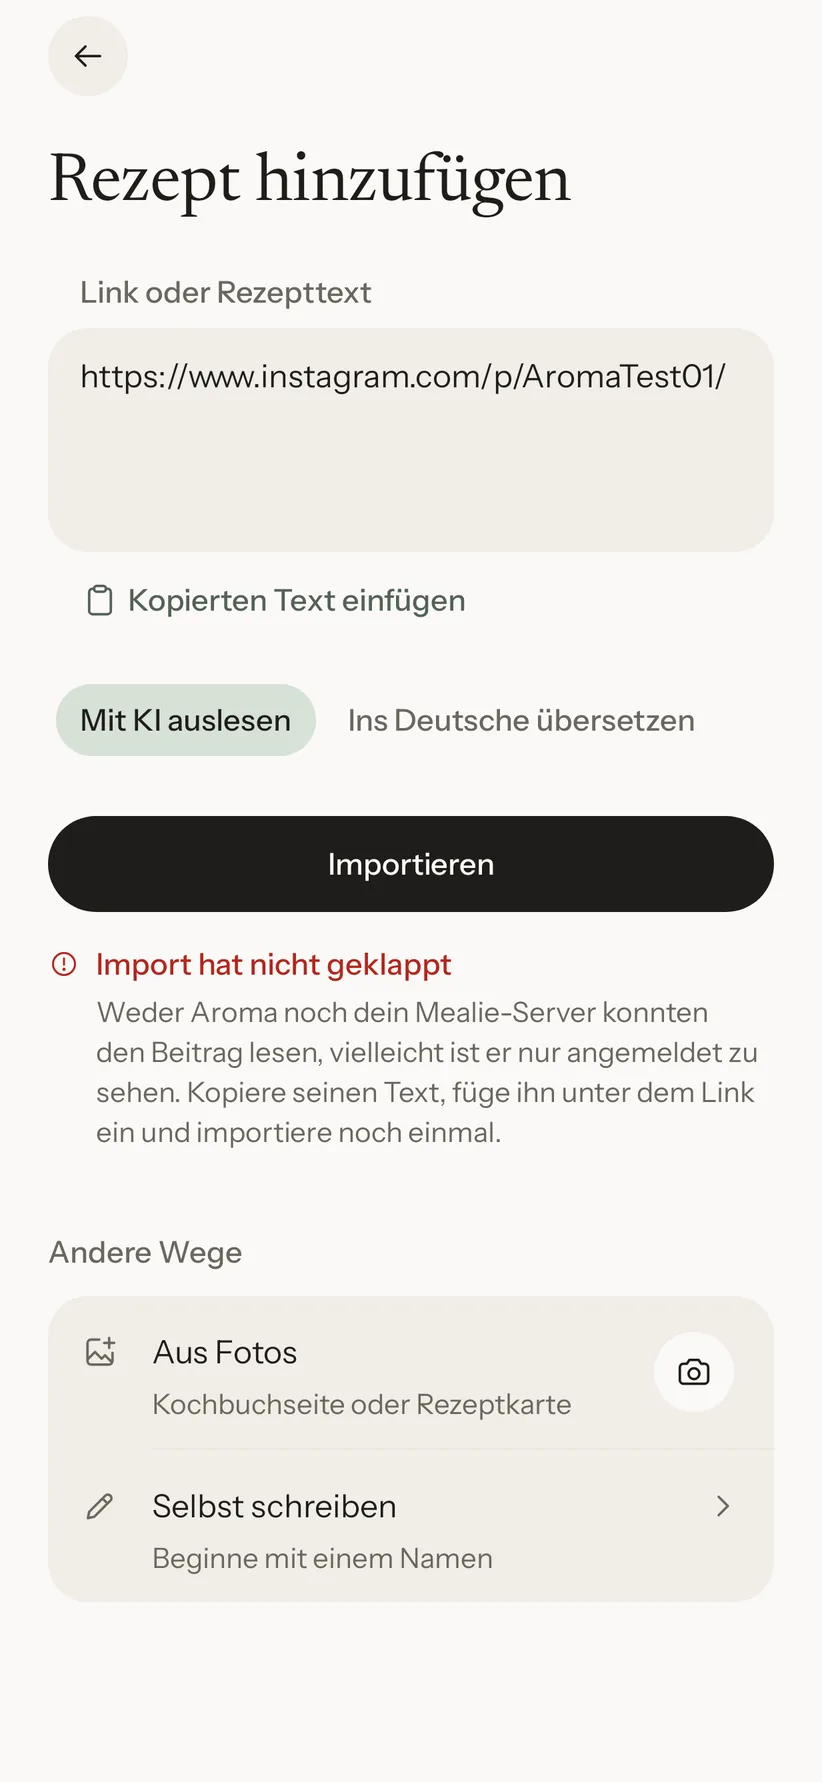 Rezept hinzufügen
Link oder Rezepttext
https://www.instagram.com/p/AromaTest01/
Kopierten Text einfügen
Mit KI auslesen
Ins Deutsche übersetzen
Importieren
Import hat nicht geklappt
Weder Aroma noch dein Mealie-Server konnten
den Beitrag lesen, vielleicht ist er nur angemeldet zu
sehen. Kopiere seinen Text, füge ihn unter dem Link
ein und importiere noch einmal.
Andere Wege
Aus Fotos
Kochbuchseite oder Rezeptkarte
Selbst schreiben
Beginne mit einem Namen